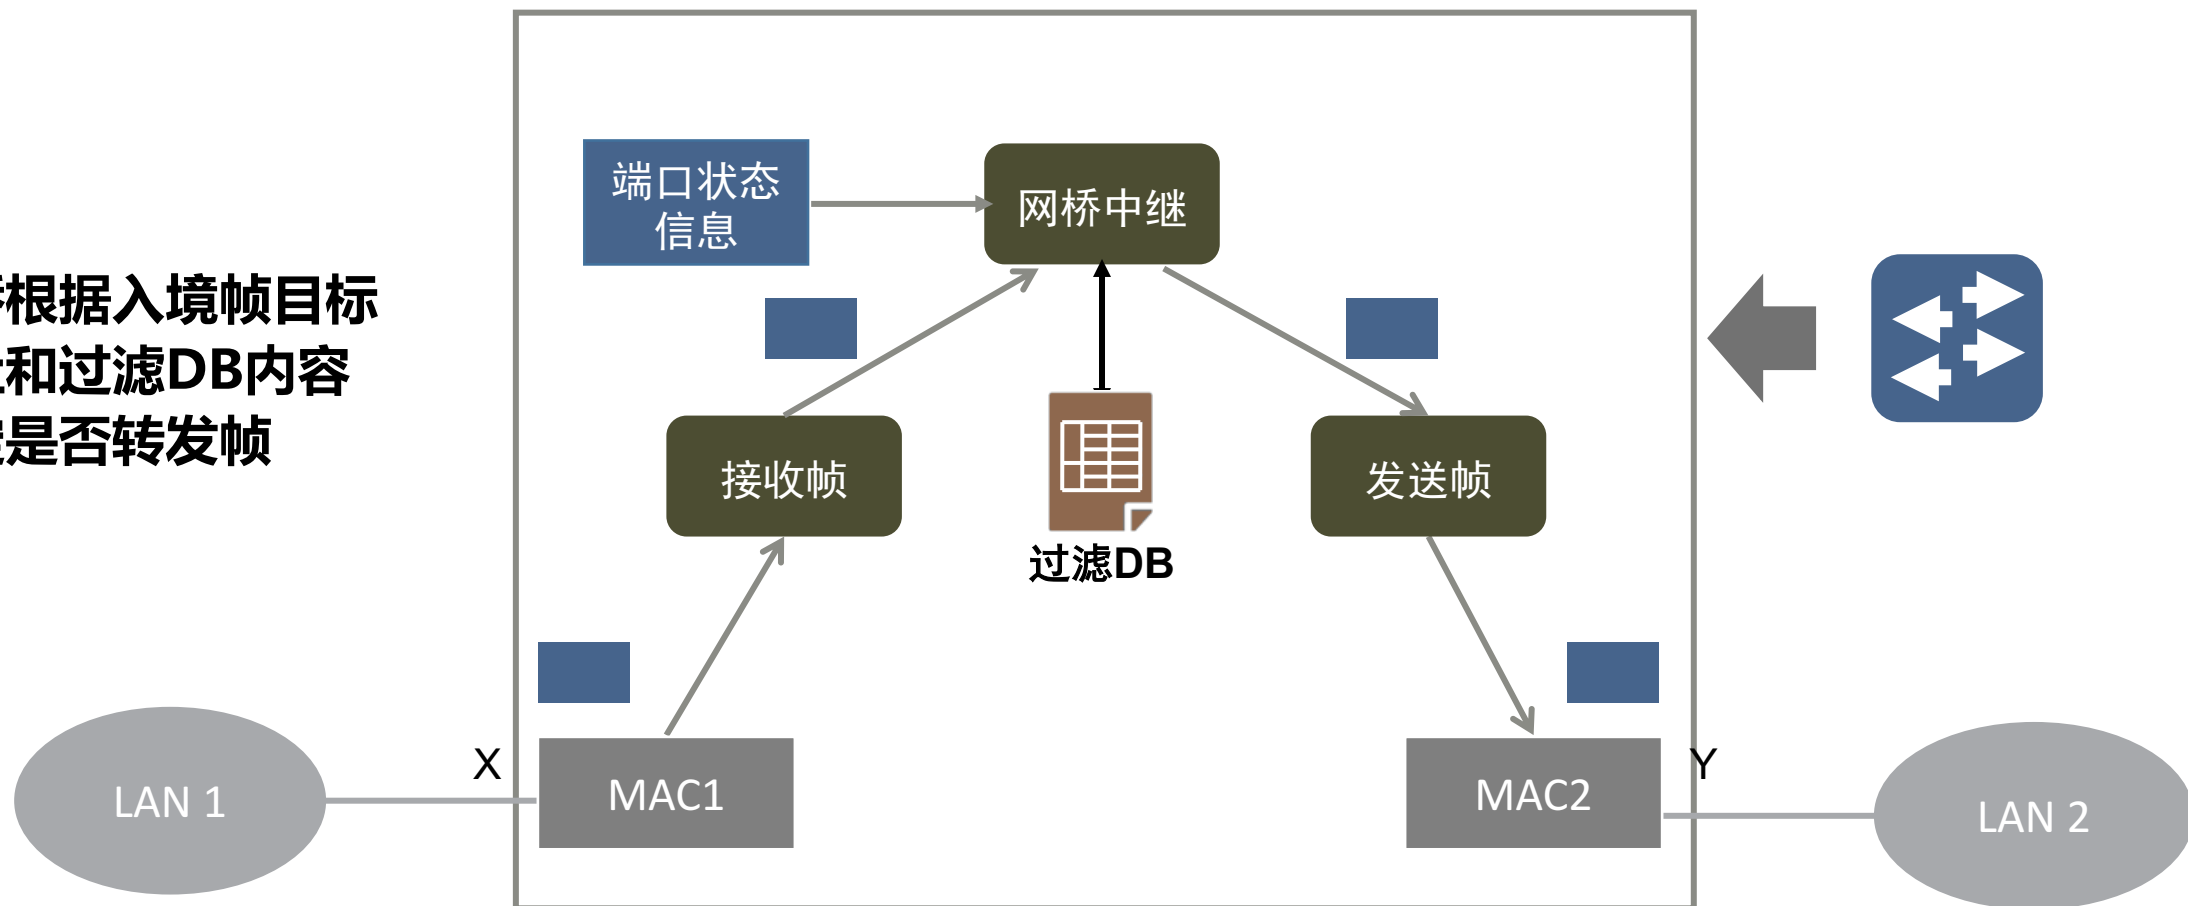 根据入境帧目标
和过滤DB内容
是否转发帧
端口状态
信息
网桥中继
接收帧
过滤DB
发送帧
X
MAC1
MAC2
Y
LAN 1
LAN 2